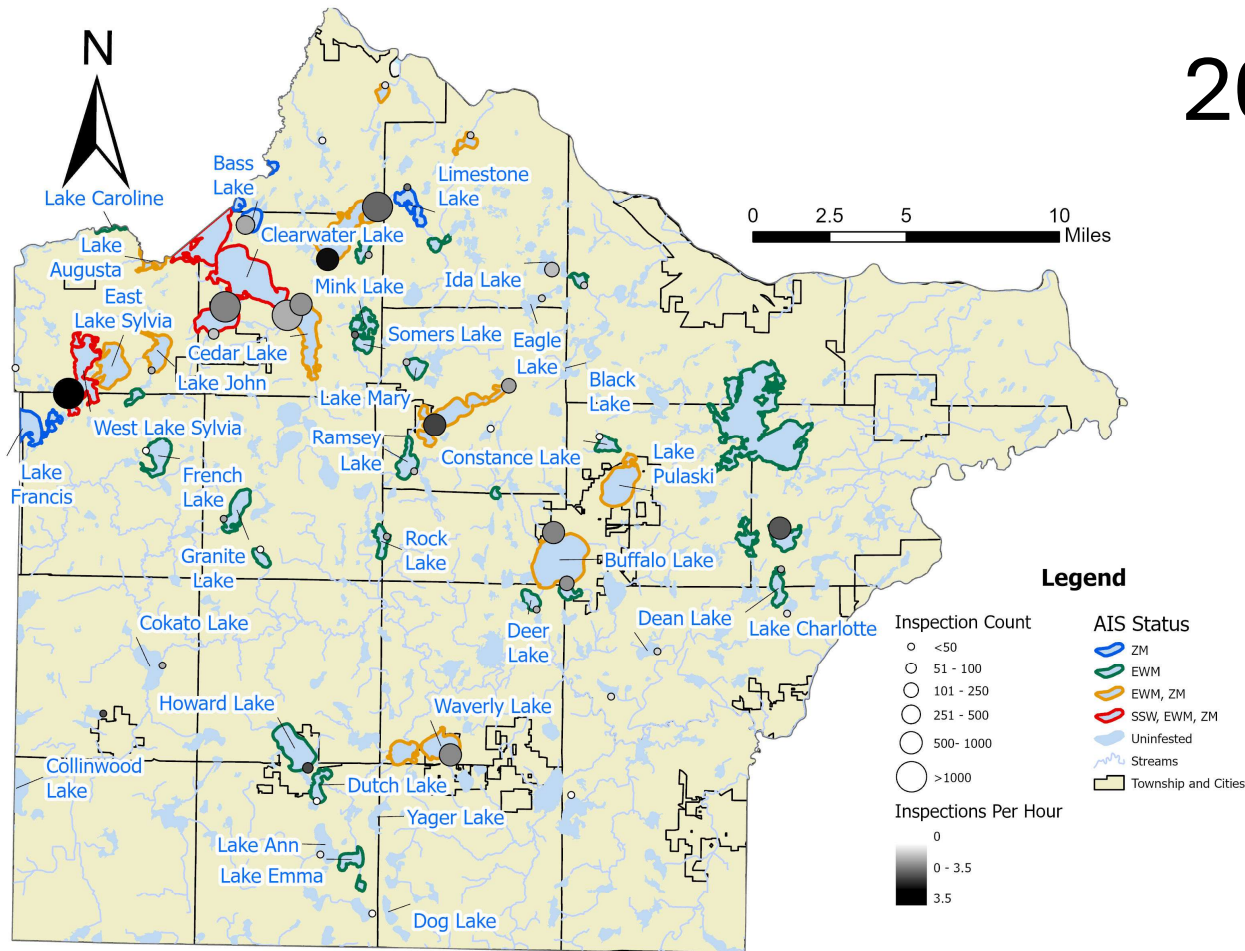 N
20
0 2.5 5 10
Miles
Bass
Lake
Limestone
Lake
Lake Caroline
Lake
Augusta
Clearwater Lake
Mink Lake
Ida Lake
East
Lake Sylvia
Cedar Lake
Somers Lake
Eagle
Lake
Lake John
Lake Mary
Black
Lake
West Lake Sylvia
Ramsey
Lake
Constance Lake
Lake
Pulaski
Lake
Francis
French
Lake
Granite
Lake
Rock
Lake
Buffalo Lake
Deer
Lake
Dean Lake
Lake Charlotte
Cokato Lake
Howard Lake
Waverly Lake
Collinwood
Lake
Dutch Lake
Yager Lake
Lake Ann
Lake Emma
Dog Lake
Legend
Inspection Count
<50
51 - 100
101 - 250
251 - 500
500- 1000
>1000
Inspections Per Hour
0
0 - 3.5
3.5
AIS Status
ZM
EWM
EWM, ZM
SSW, EWM, ZM
Uninfested
Streams
Township and Cities